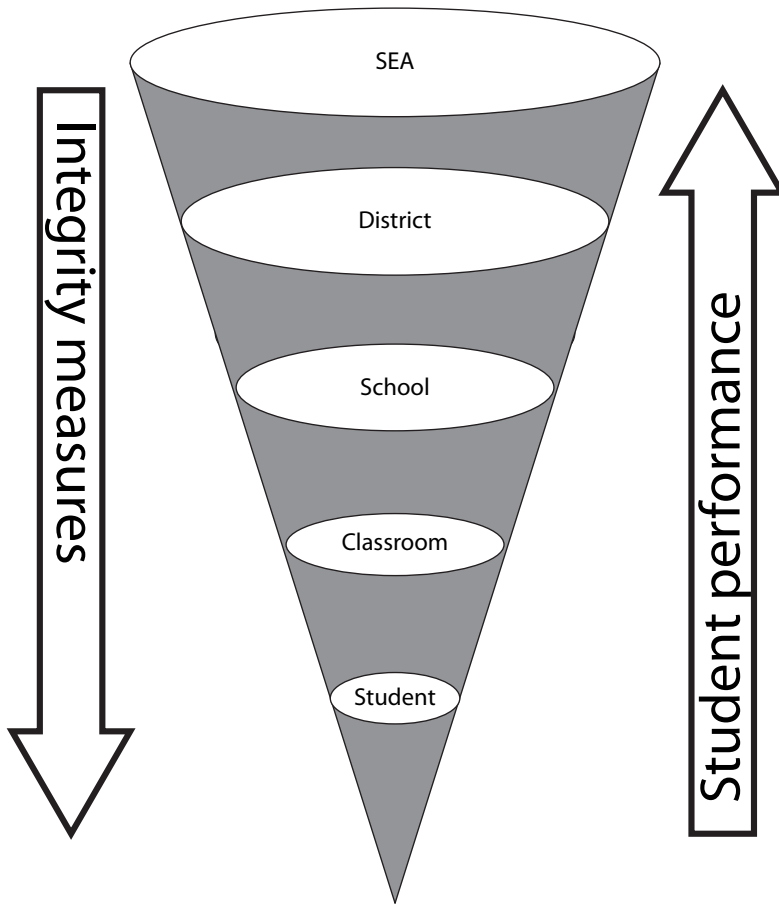 SEA
District
School
Classroom
Student
Integrity measures
Student performance